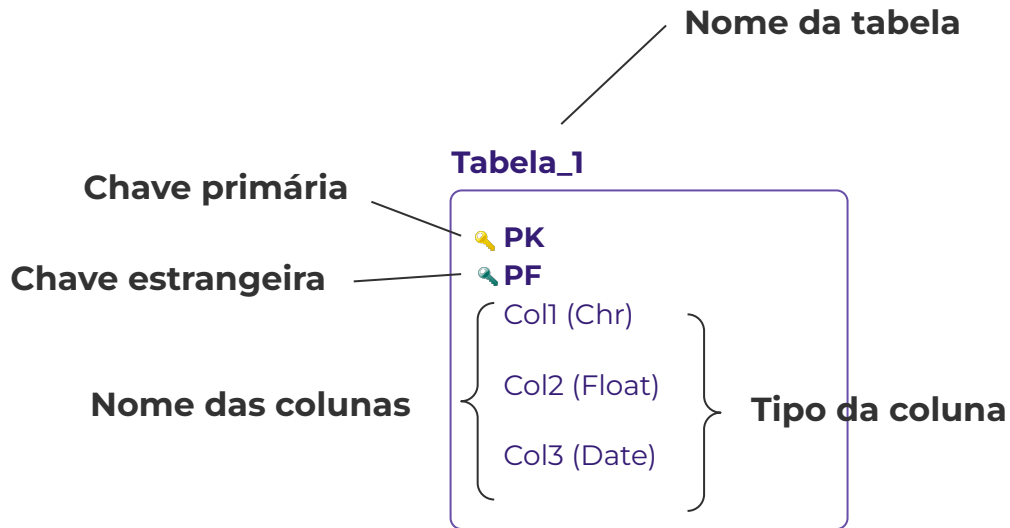 Nome da tabela
Tabela_1
Chave primária
PK
Chave estrangeira
PF
Col1 (Chr)
Col2 (Float)
Nome das colunas
Tipo da coluna
Col3 (Date)